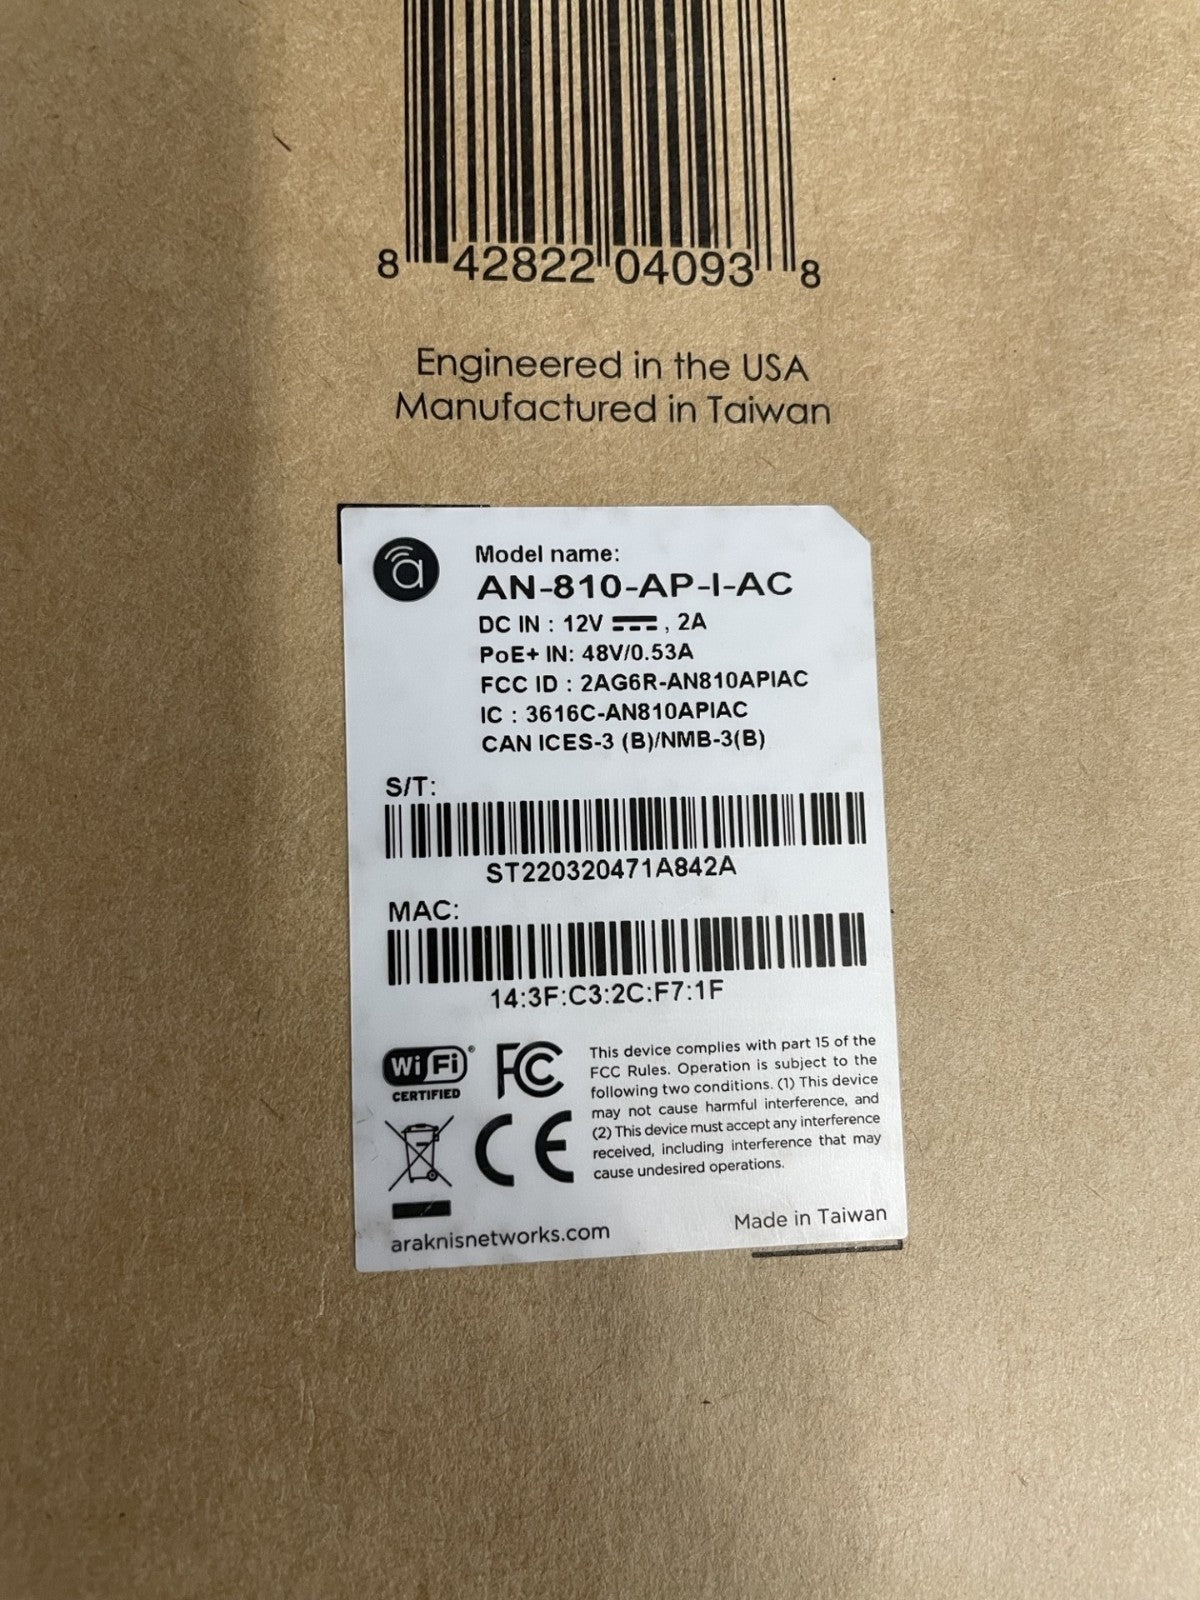 8 42822 04093 8
Engineered in the USA
Manufactured in Taiwan
a
Model name:
AN-810-AP-I-AC
DC IN : 12V ⎓ , 2A
PoE+ IN: 48V/0.53A
FCC ID : 2AG6R-AN810APIAC
IC : 3616C-AN810APIAC
CAN ICES-3 (B)/NMB-3(B)
S/T:
ST220320471A842A
MAC:
14:3F:C3:2C:F7:1F
Wi Fi®
CERTIFIED
FC
CE
This device complies with part 15 of the
FCC Rules. Operation is subject to the
following two conditions. (1) This device
may not cause harmful interference, and
(2) This device must accept any interference
received, including interference that may
cause undesired operations.
araknisnetworks.com
Made in Taiwan